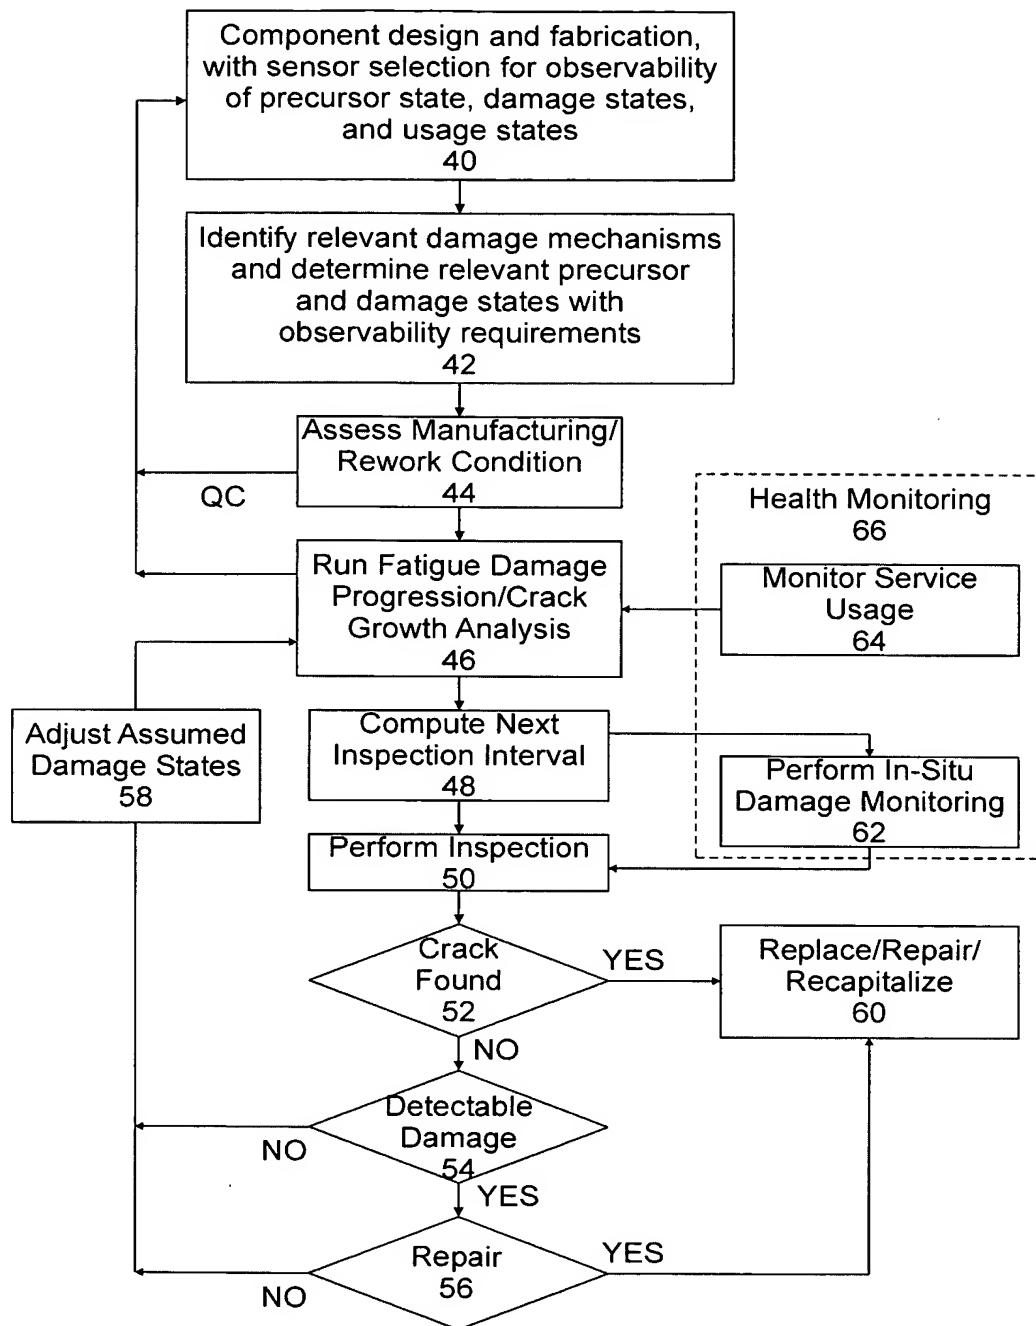 Component design and fabrication,
with sensor selection for observability
of precursor state, damage states,
and usage states
40
Identify relevant damage mechanisms
and determine relevant precursor
and damage states with
observability requirements
42
Assess Manufacturing/
Rework Condition
44
QC
Health Monitoring
66
Run Fatigue Damage
Progression/Crack
Growth Analysis
46
Monitor Service
Usage
64
Adjust Assumed
Damage States
58
Compute Next
Inspection Interval
48
Perform In-Situ
Damage Monitoring
62
Perform Inspection
50
Crack
Found
52
YES
Replace/Repair/
Recapitalize
60
NO
Detectable
Damage
54
NO
YES
Repair
56
YES
NO